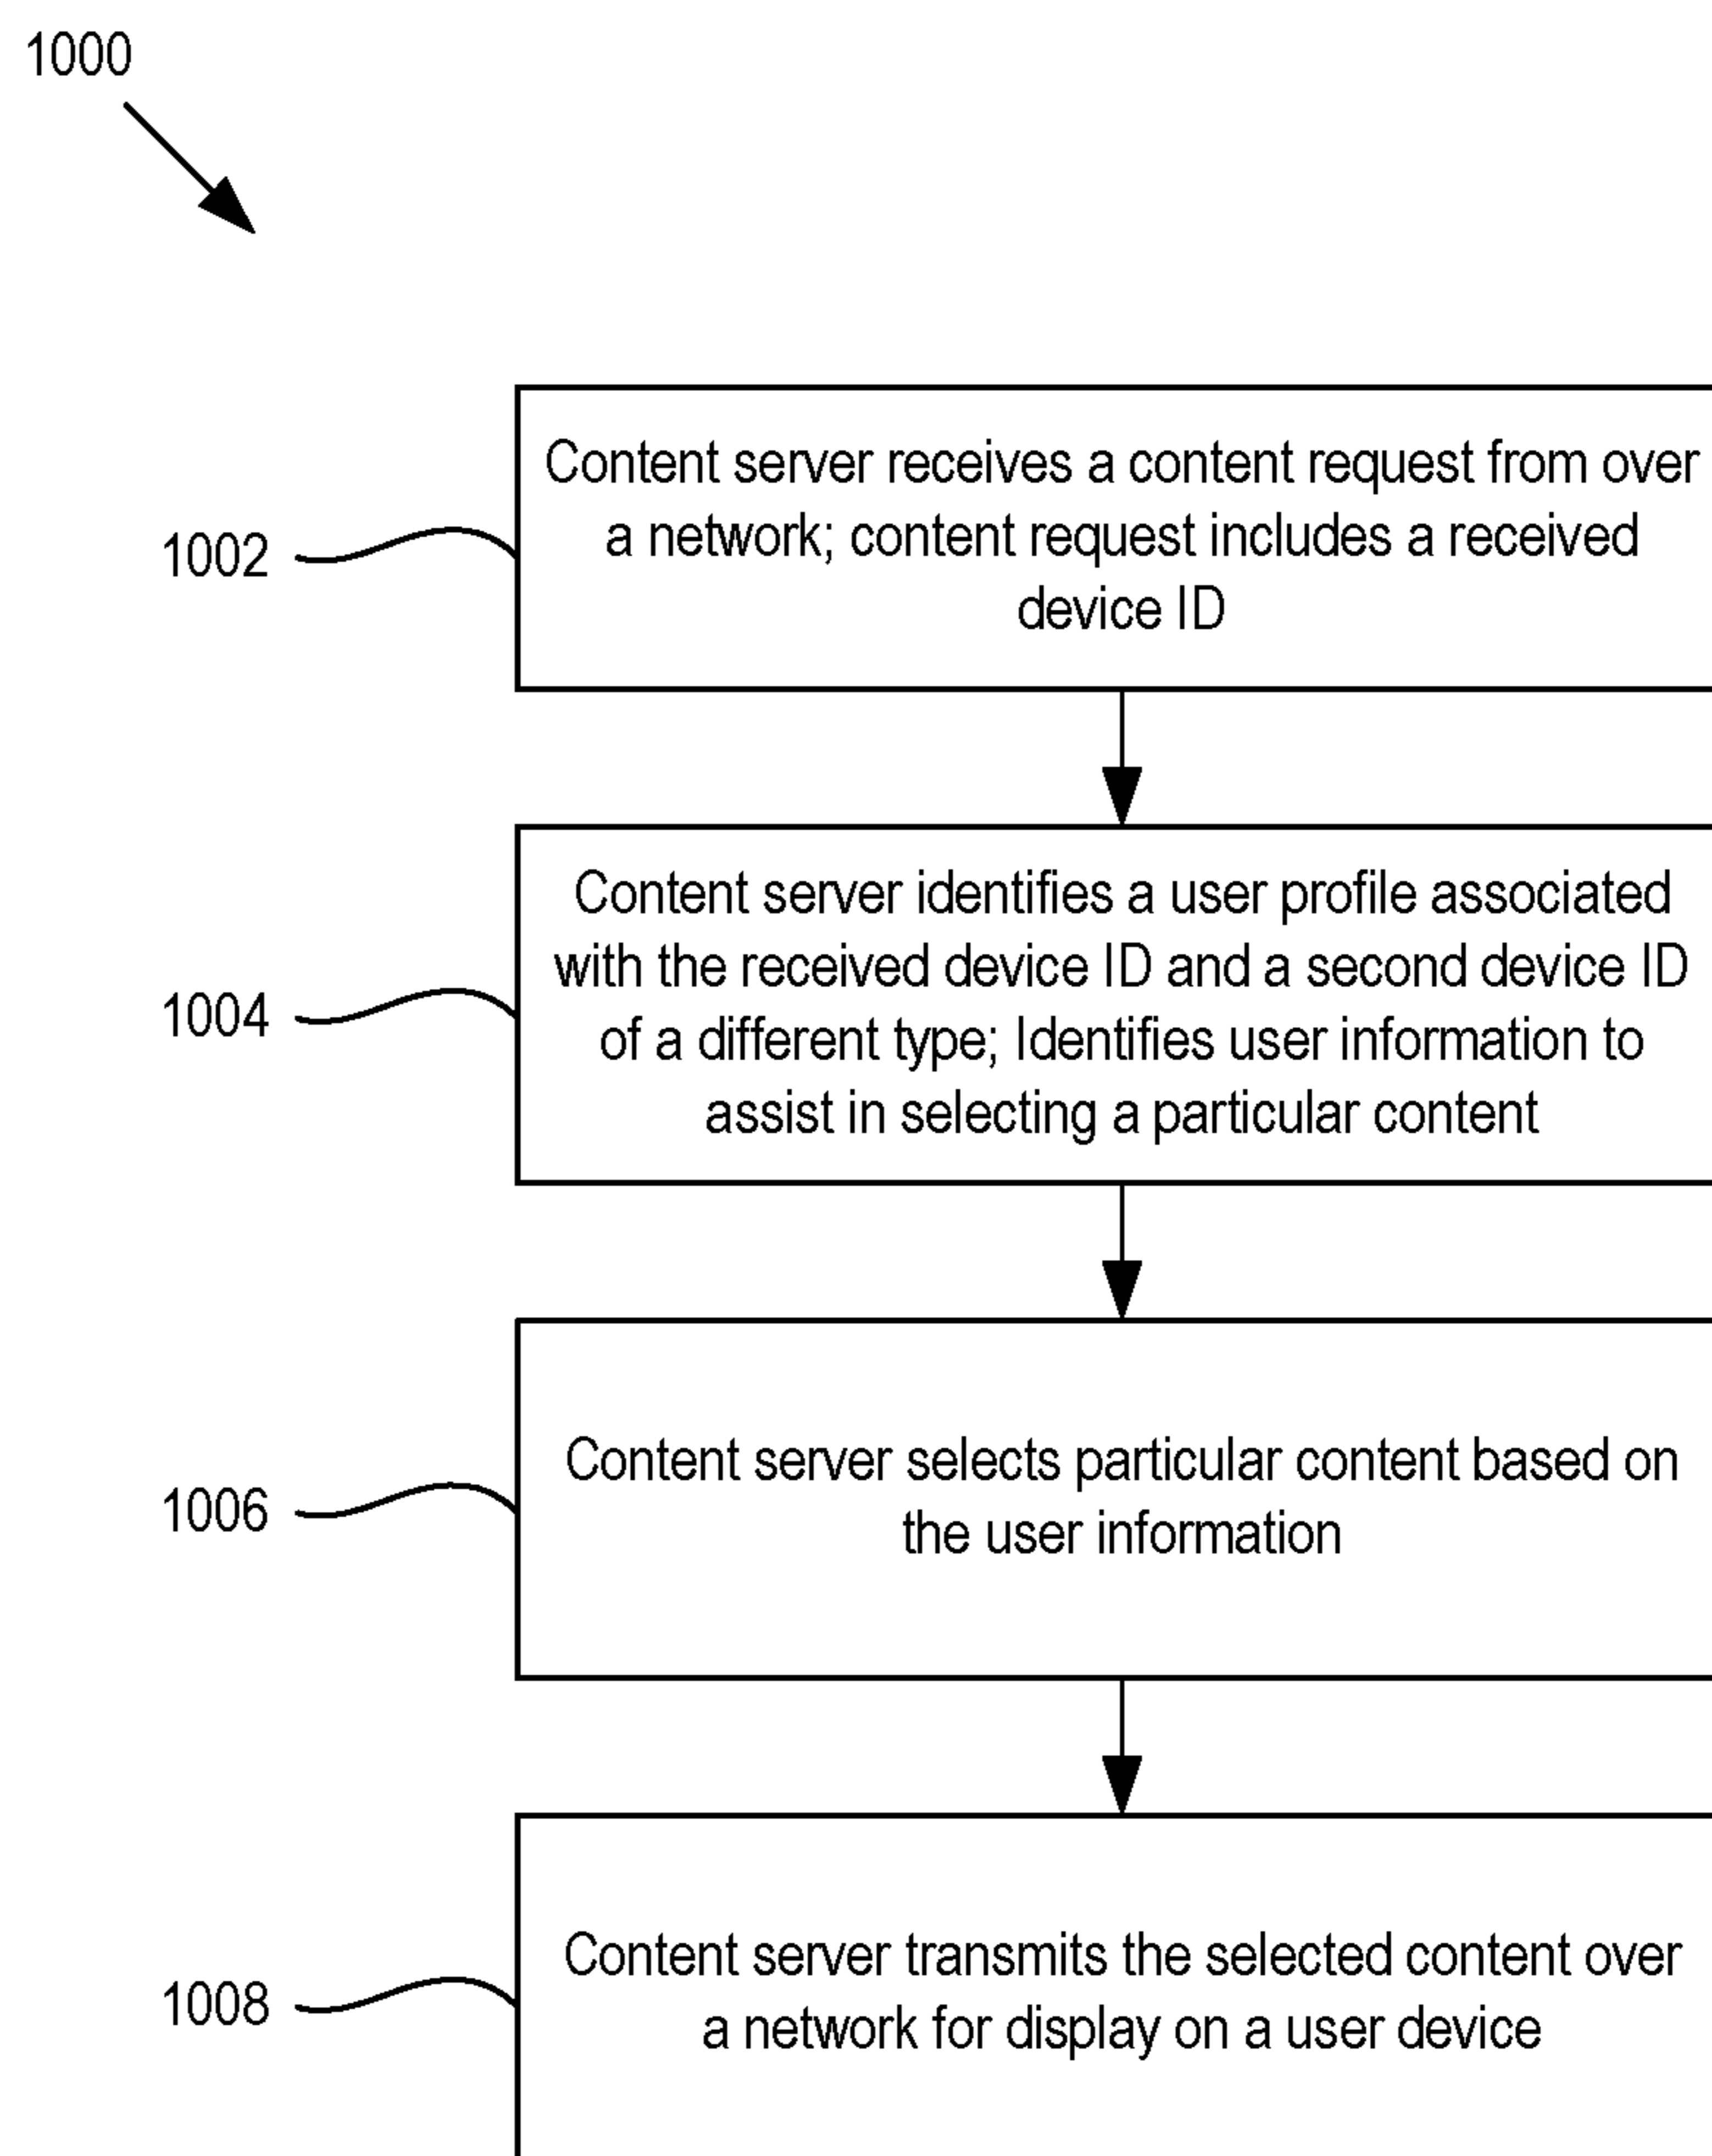 1000
Content server receives a content request from over
a network; content request includes a received
device ID
1002
Content server identifies a user profile associated
with the received device ID and a second device ID
of a different type; Identifies user information to
assist in selecting a particular content
1004
Content server selects particular content based on
the user information
1006
Content server transmits the selected content over
a network for display on a user device
1008